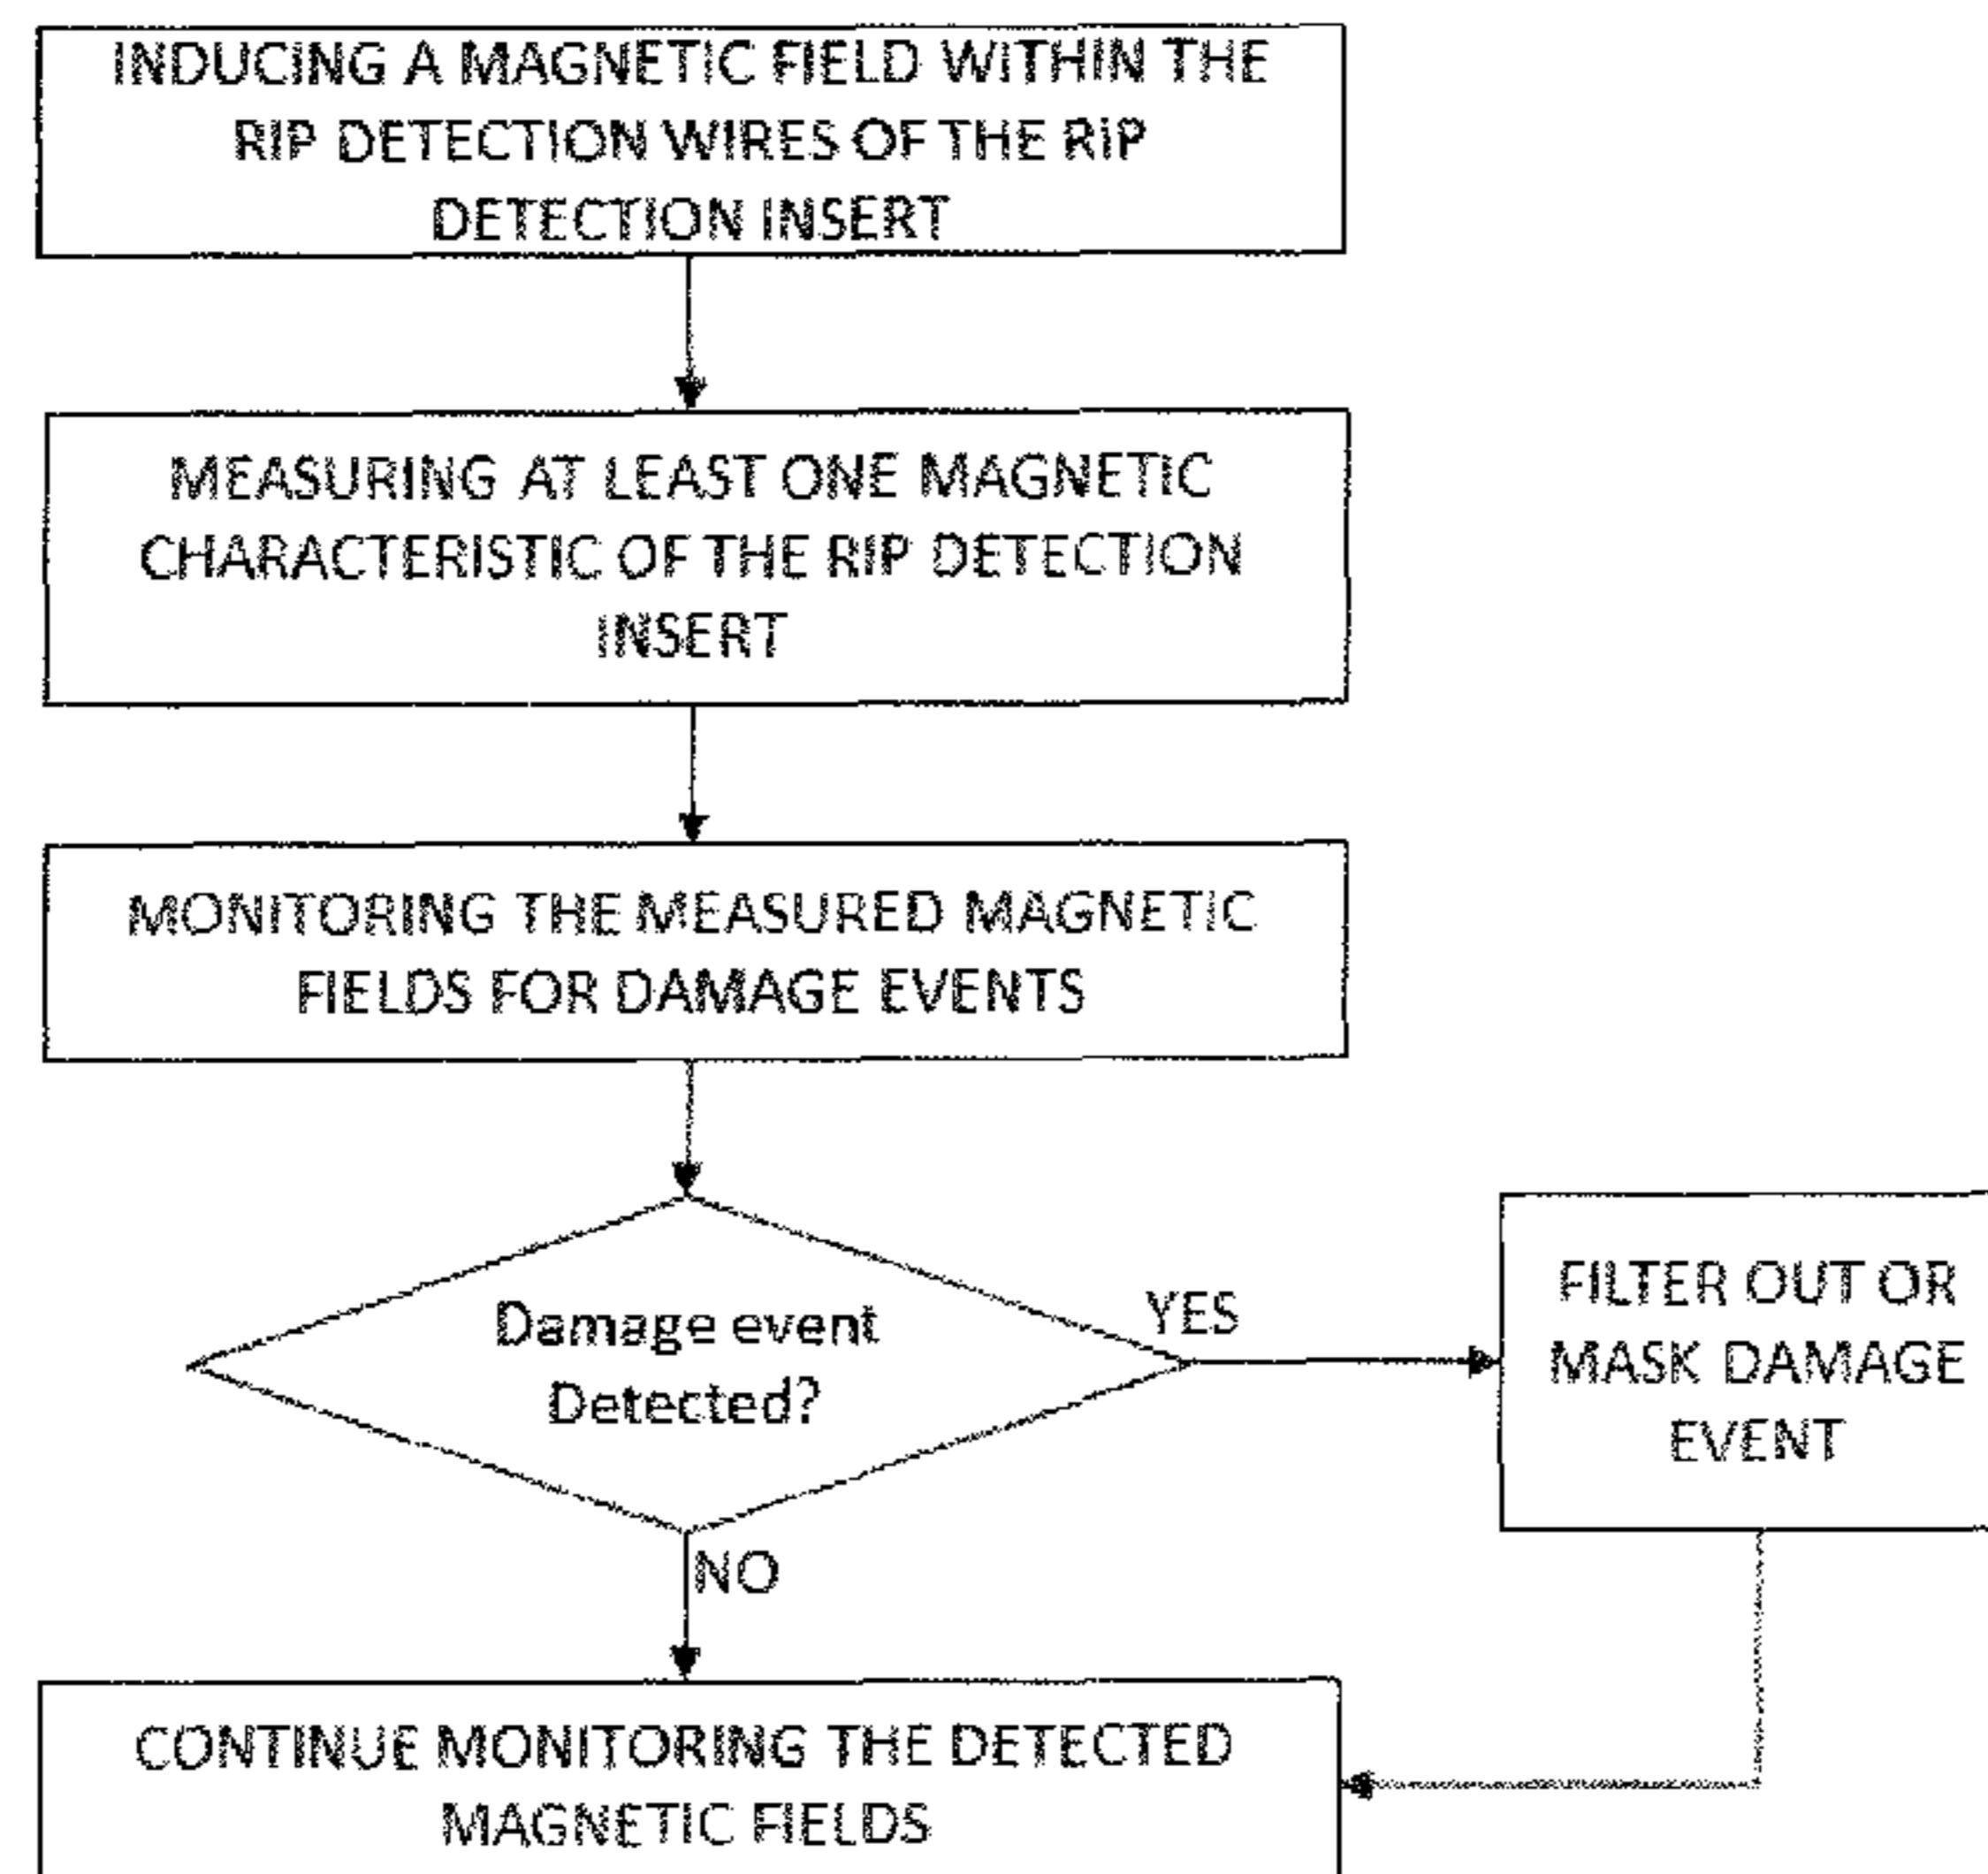 INDUCING A MAGNETIC FIELD WITHIN THE
RIP DETECTION WIRES OF THE RIP
DETECTION INSERT
MEASURING AT LEAST ONE MAGNETIC
CHARACTERISTIC OF THE RIP DETECTION
INSERT
MONITORING THE MEASURED MAGNETIC
FIELDS FOR DAMAGE EVENTS
Damage event
Detected?
YES
FILTER OUT OR
MASK DAMAGE
EVENT
NO
CONTINUE MONITORING THE DETECTED
MAGNETIC FIELDS